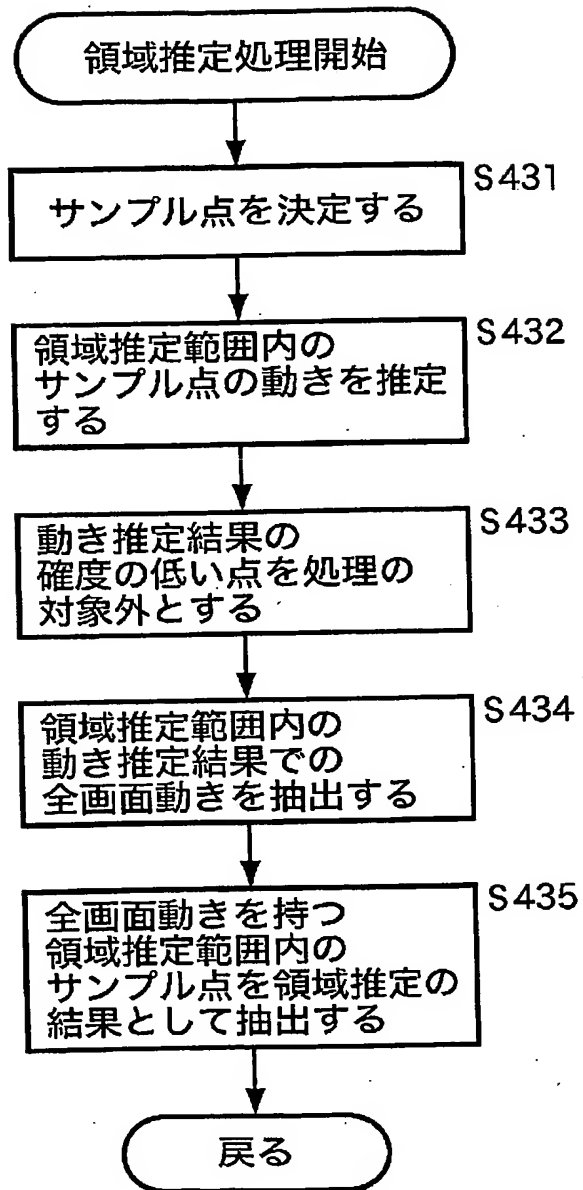 領域推定処理開始
S431
サンプル点を決定する
S432
領域推定範囲内の
サンプル点の動きを推定
する
S433
動き推定結果の
確度の低い点を処理の
対象外とする
S434
領域推定範囲内の
動き推定結果での
全画面動きを抽出する
S435
全画面動きを持つ
領域推定範囲内の
サンプル点を領域推定の
結果として抽出する
戻る